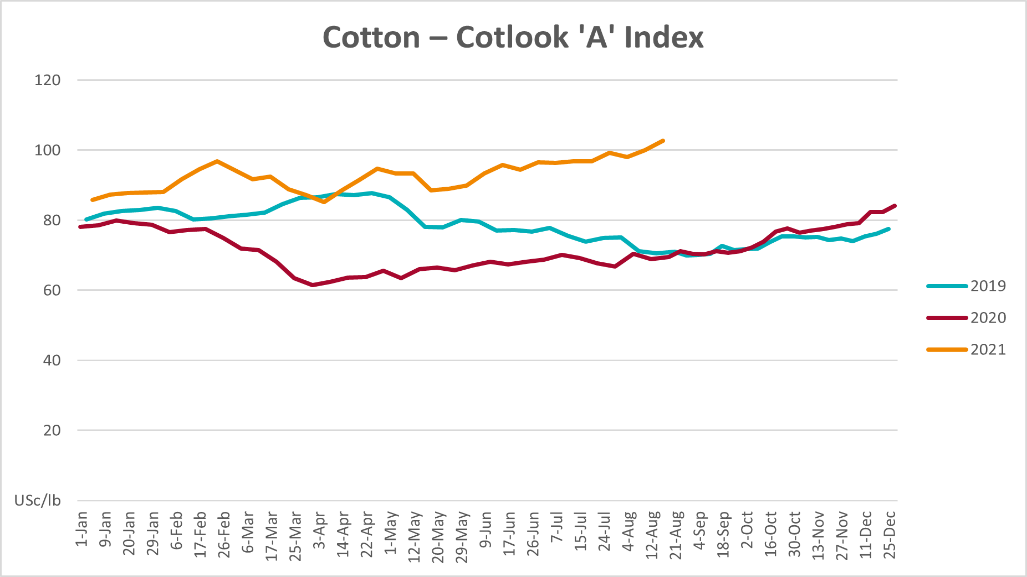 Cotton – Cotlook 'A' Index
120
100
80
60
40
20
USc/lb
1-Jan
9-Jan
20-Jan
29-Jan
6-Feb
17-Feb
26-Feb
6-Mar
17-Mar
25-Mar
3-Apr
14-Apr
22-Apr
1-May
12-May
20-May
29-May
9-Jun
17-Jun
26-Jun
7-Jul
15-Jul
24-Jul
4-Aug
12-Aug
21-Aug
4-Sep
18-Sep
2-Oct
16-Oct
30-Oct
13-Nov
27-Nov
11-Dec
25-Dec
2019
2020
2021